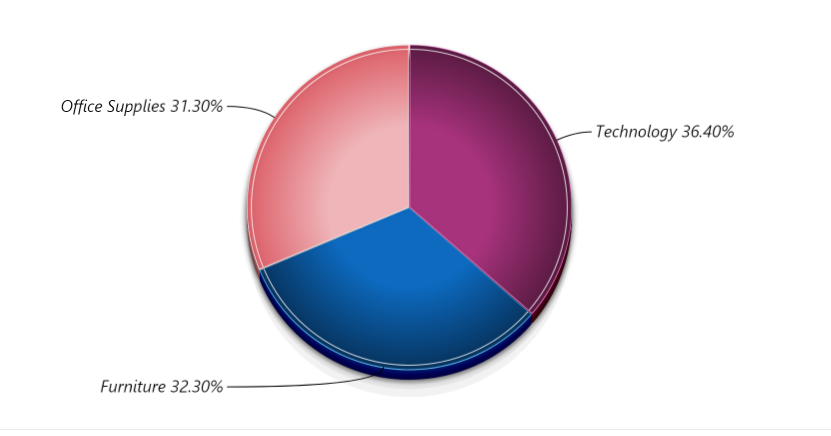 Office Supplies 31.30%
Technology 36.40%
Furniture 32.30%